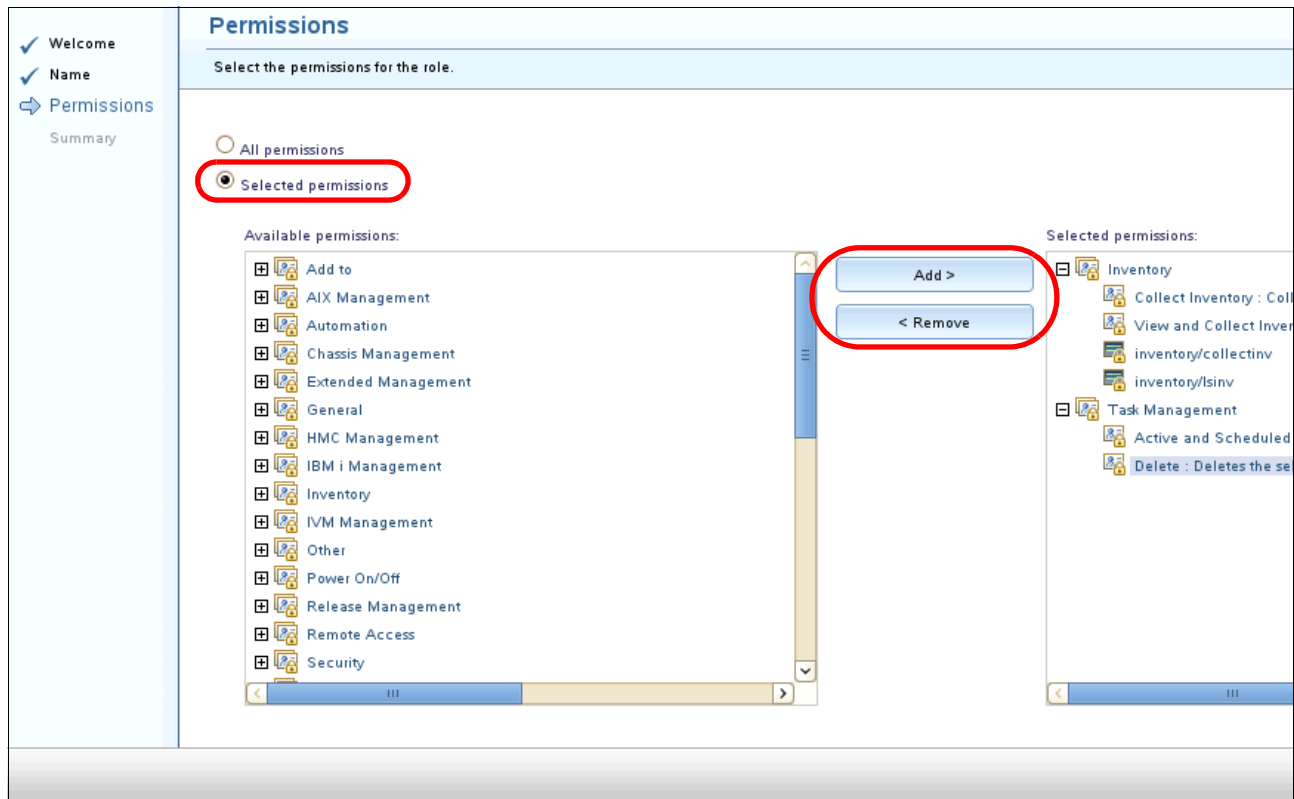 Welcome
Name
Permissions
Summary
Permissions
Select the permissions for the role.
All permissions
Selected permissions
Available permissions:
Add to
AIX Management
Automation
Chassis Management
Extended Management
General
HMC Management
IBM i Management
Inventory
IVM Management
Other
Power On/Off
Release Management
Remote Access
Security
Add >
< Remove
Selected permissions:
Inventory
Collect Inventory : Coll
View and Collect Inver
inventory/collectinv
inventory/lsinv
Task Management
Active and Scheduled
Delete : Deletes the sel